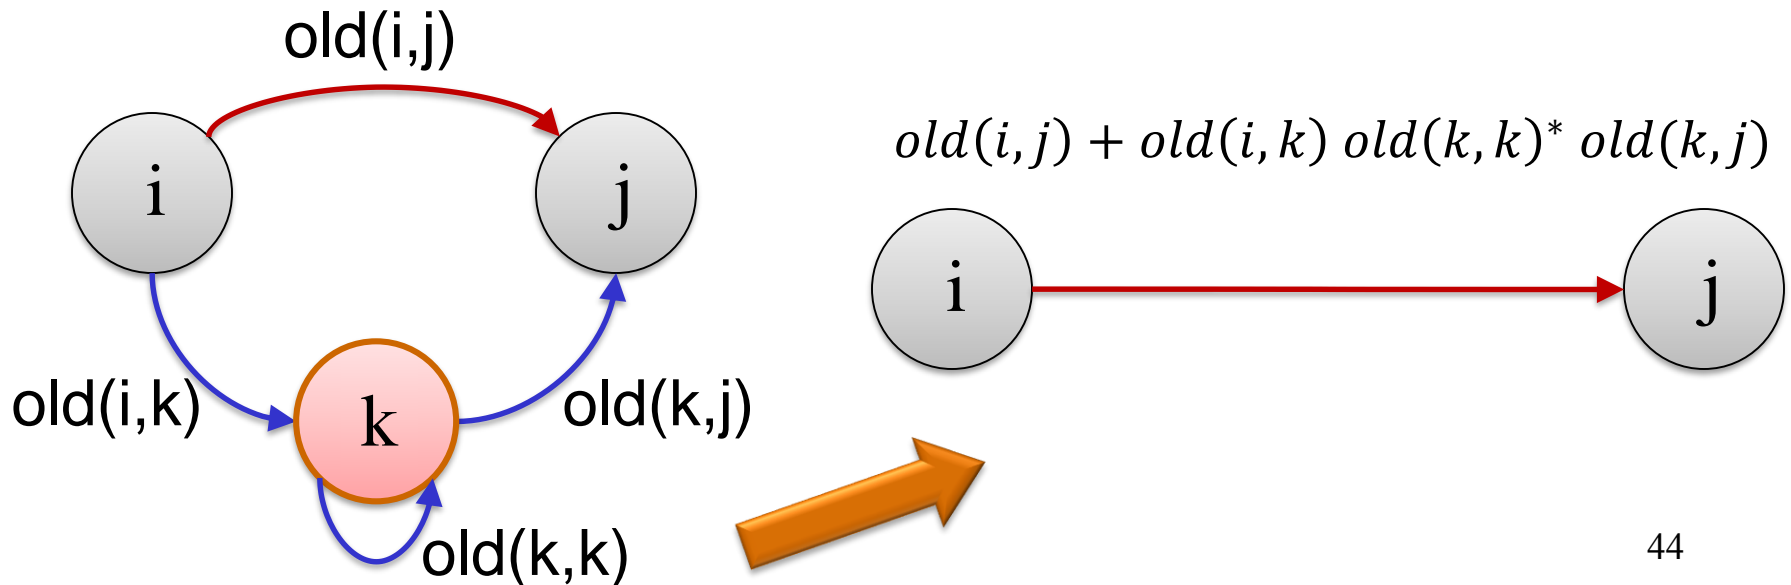 old(i,j)
i
j
old(i,k)
k
old(k,j)
old(k,k)
old(i,j) + old(i,k) old(k,k)* old(k,j)
i
j
44